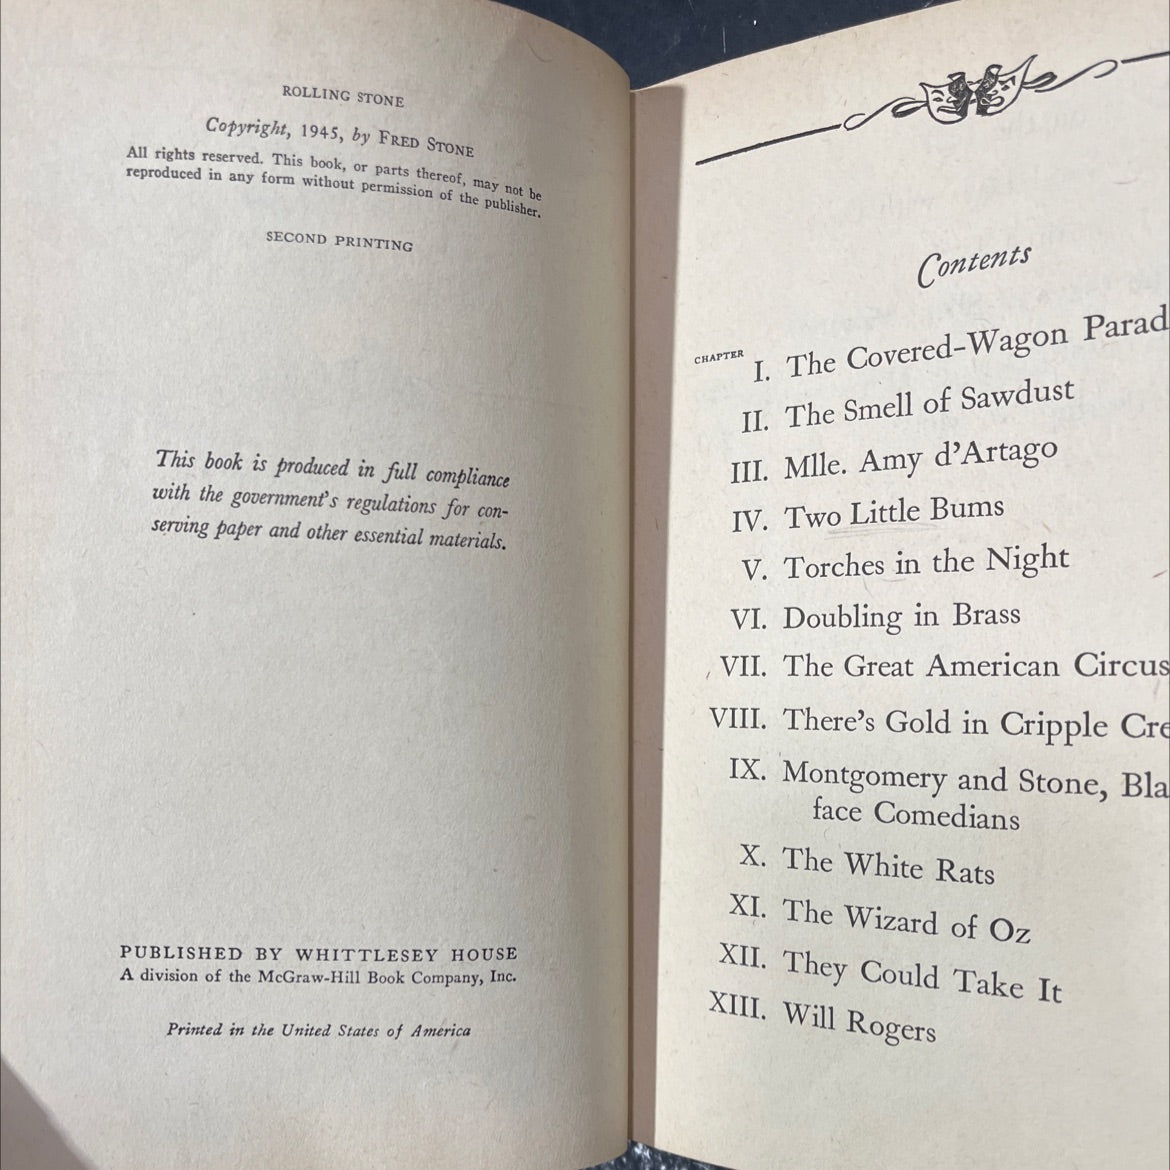 ROLLING STONE
Copyright, 1945, by FRED STONE
All rights reserved. This book, or parts thereof, may not be
reproduced in any form without permission of the publisher.
SECOND PRINTING
This book is produced in full compliance
with the government's regulations for con-
serving paper and other essential materials.
PUBLISHED BY WHITTLESEY HOUSE
A division of the McGraw-Hill Book Company, Inc.
Printed in the United States of America
Contents
CHAPTER
I. The Covered-Wagon Parad
II. The Smell of Sawdust
III. Mlle. Amy d'Artago
IV. Two Little Bums
V. Torches in the Night
VI. Doubling in Brass
VII. The Great American Circus
VIII. There's Gold in Cripple Cre
IX. Montgomery and Stone, Bla
face Comedians
X. The White Rats
XI. The Wizard of Oz
XII. They Could Take It
XIII. Will Rogers